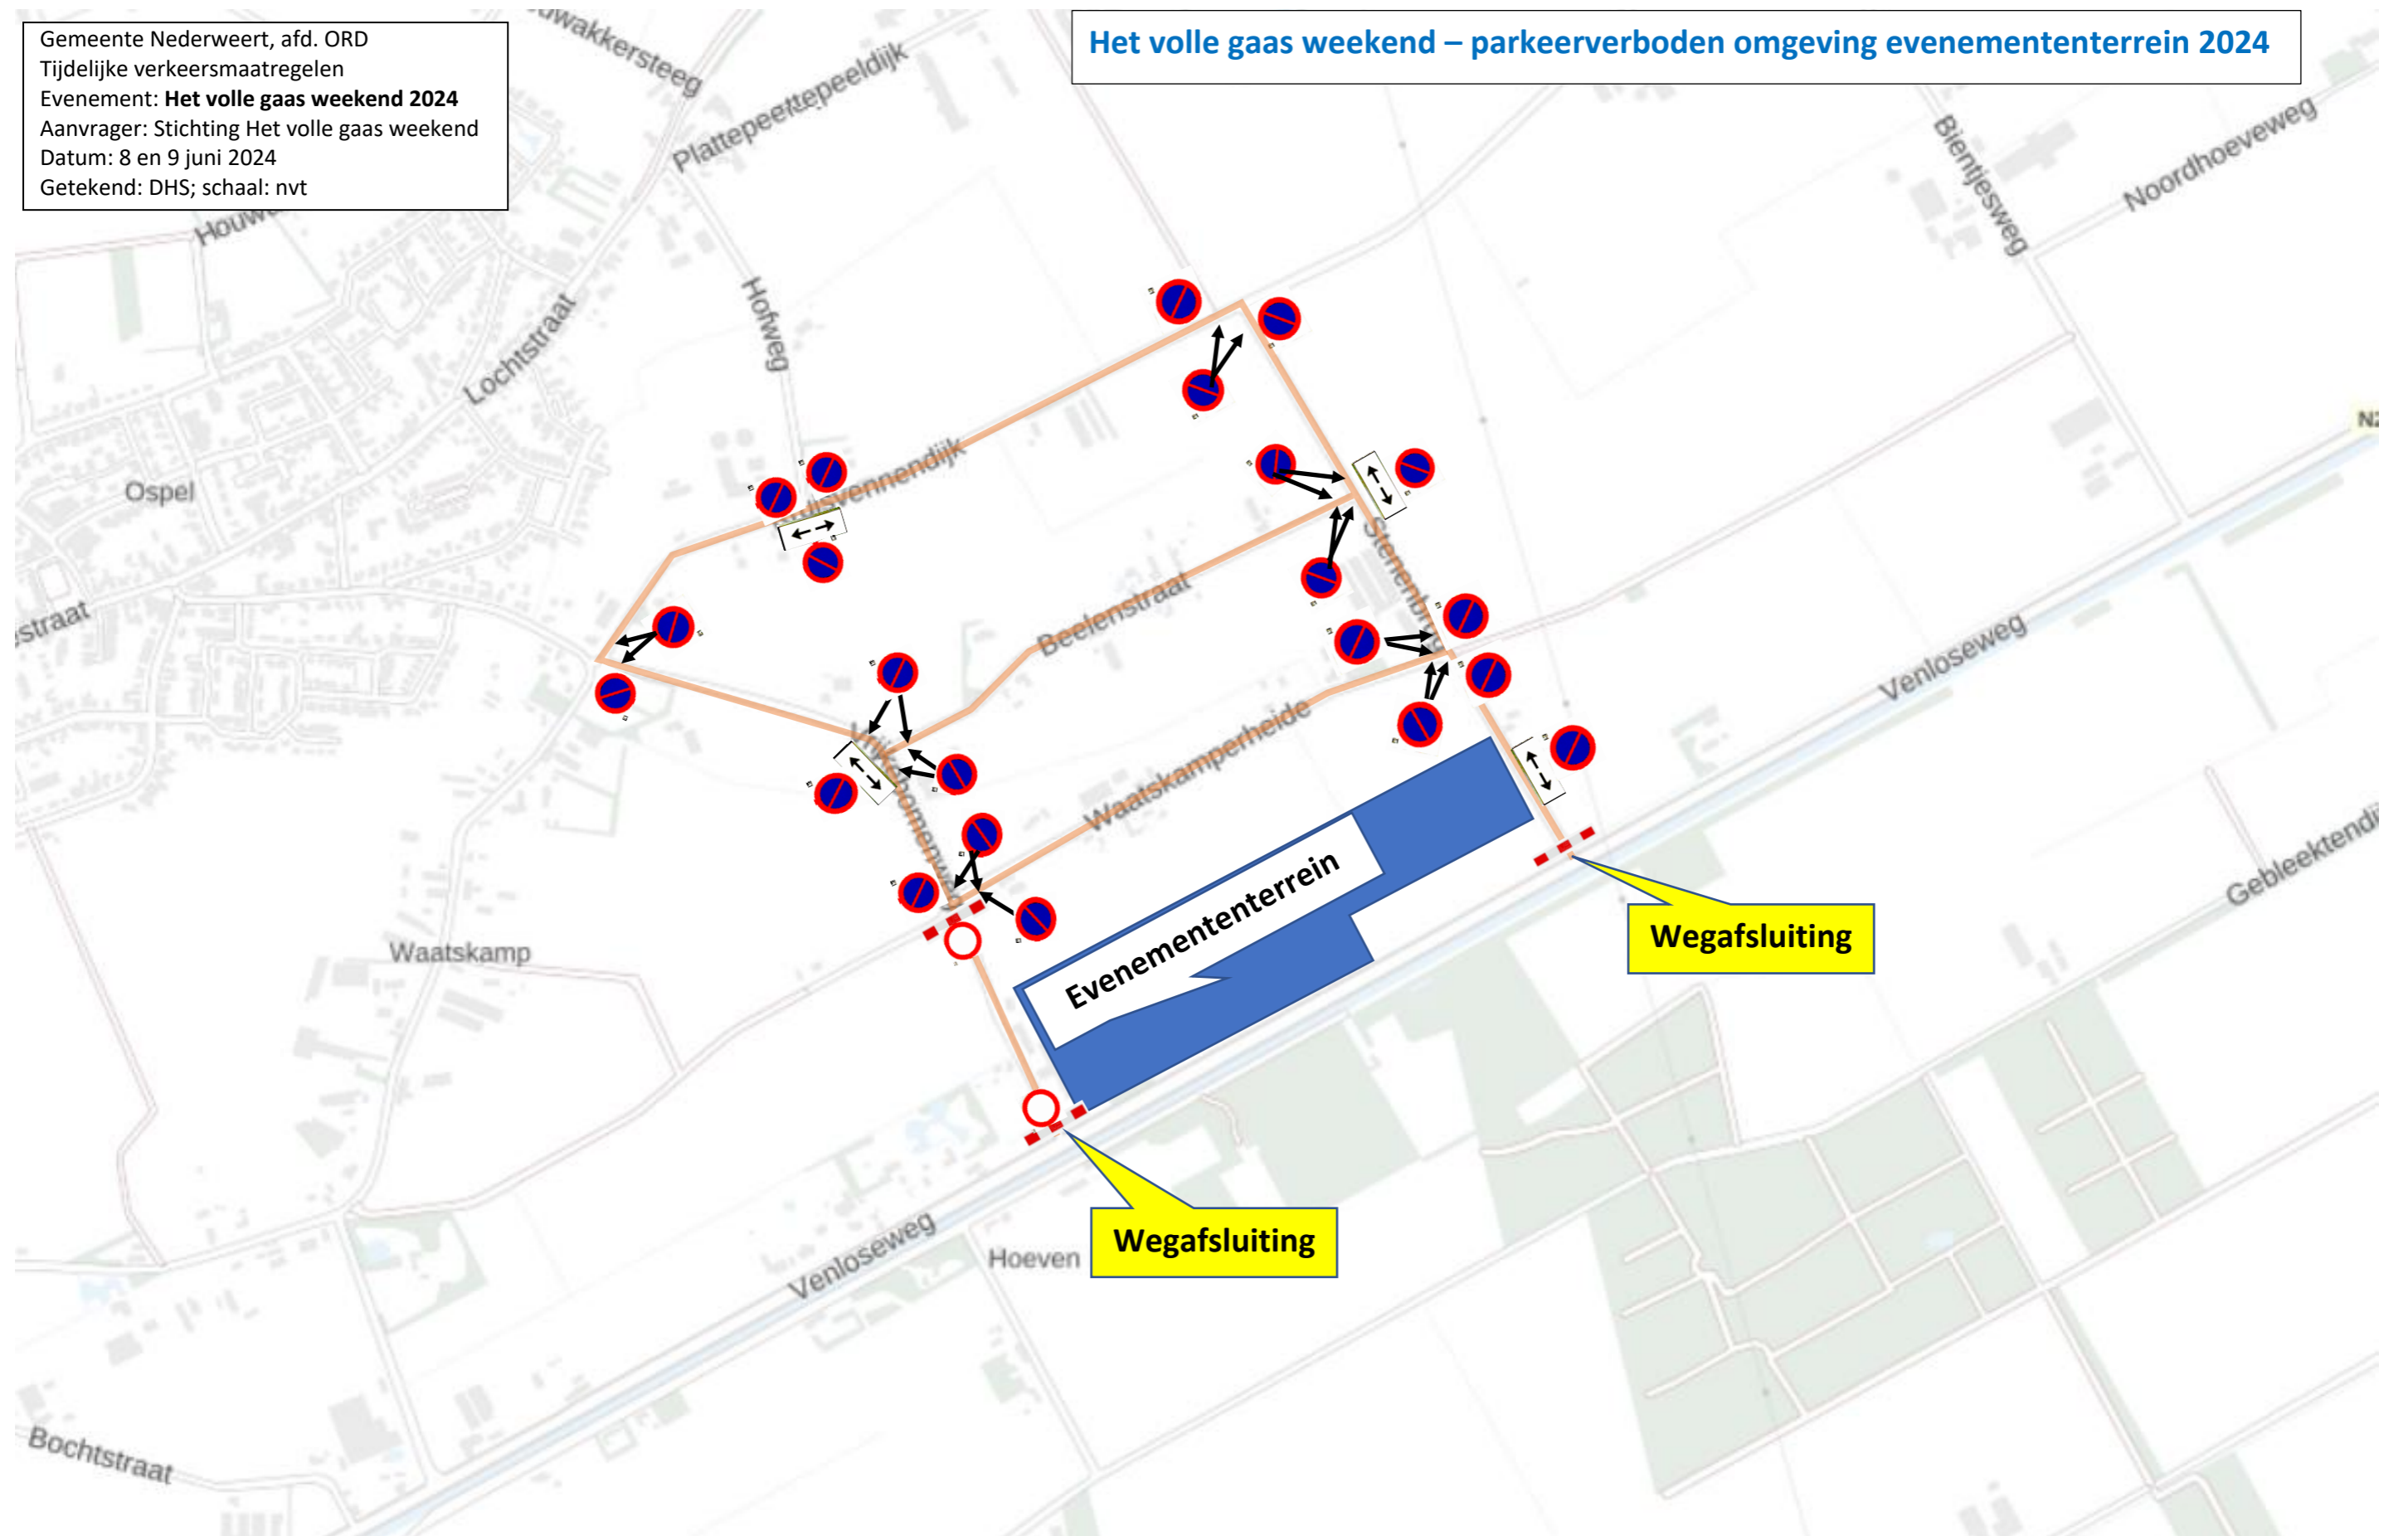 Gemeente Nederweert, afd. ORD
Tijdelijke verkeersmaatregelen
Evenement: Het volle gaas weekend 2024
Aanvrager: Stichting Het volle gaas weekend
Datum: 8 en 9 juni 2024
Getekend: DHS; schaal: nvt
Het volle gaas weekend – parkeerverboden omgeving evenemententerrein 2024
Plattepeeldijk
Bientjesweg
Noordhoeveweg
Hofweg
Lochtstraat
Ospel
Beelenstraat
Venloseweg
Waatskamperheide
Evenemententerrein
Waatskamp
Wegafsluiting
Wegafsluiting
Venloseweg
Hoeven
Bochtstraat